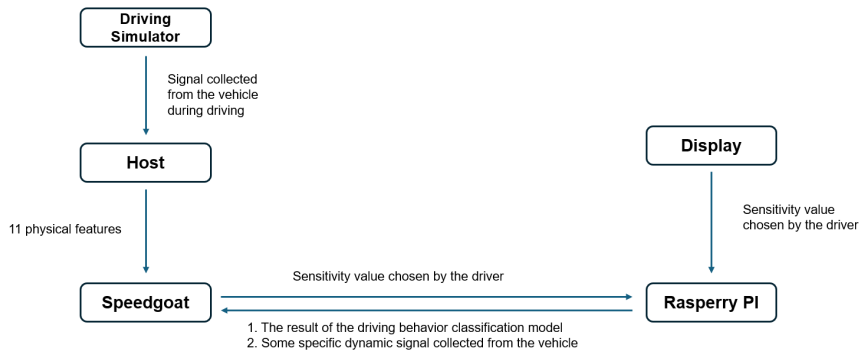 Driving
Simulator
Signal collected
from the vehicle
during driving
Host
Display
11 physical features
Sensitivity value
chosen by the driver
Sensitivity value chosen by the driver
Speedgoat
Rasperry PI
1. The result of the driving behavior classification model
2. Some specific dynamic signal collected from the vehicle